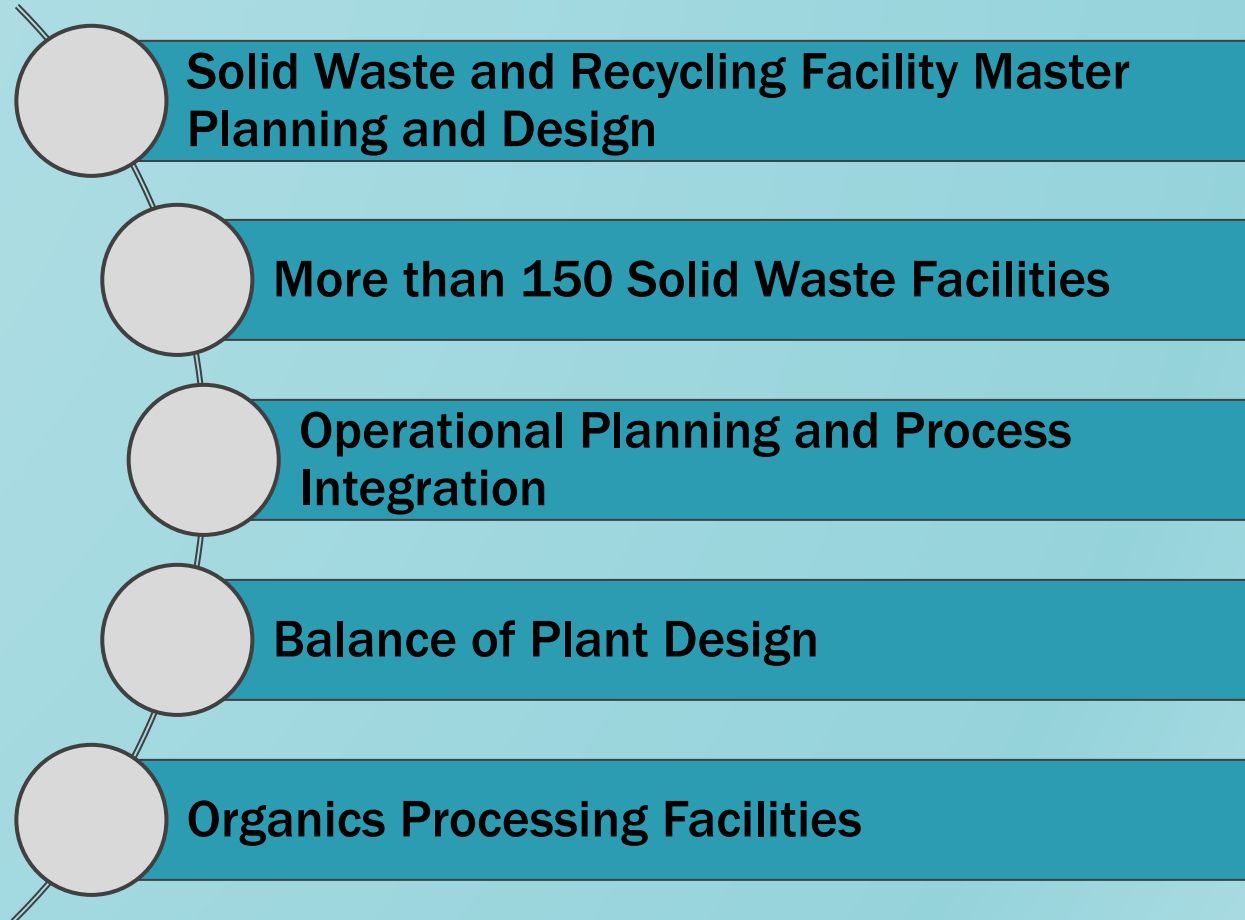 Solid Waste and Recycling Facility Master
Planning and Design
More than 150 Solid Waste Facilities
Operational Planning and Process
Integration
Balance of Plant Design
Organics Processing Facilities